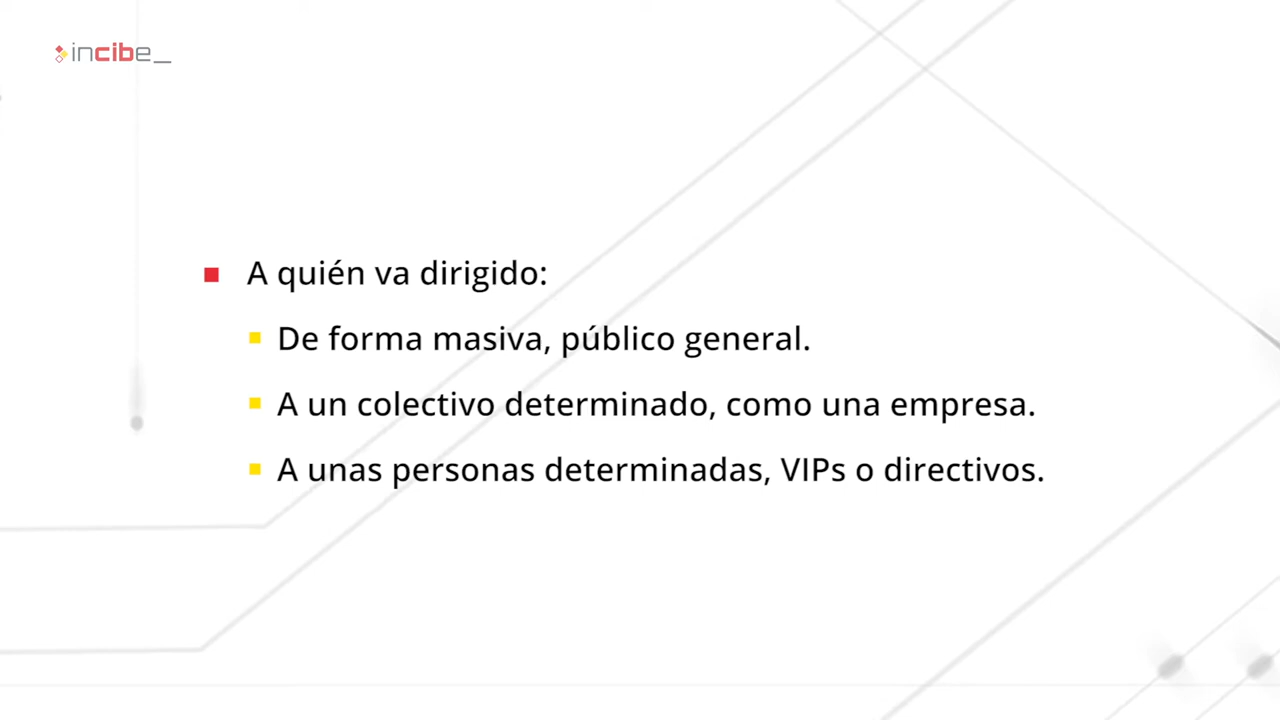 incibe_
A quién va dirigido:
De forma masiva, público general.
A un colectivo determinado, como una empresa.
A unas personas determinadas, VIPs o directivos.